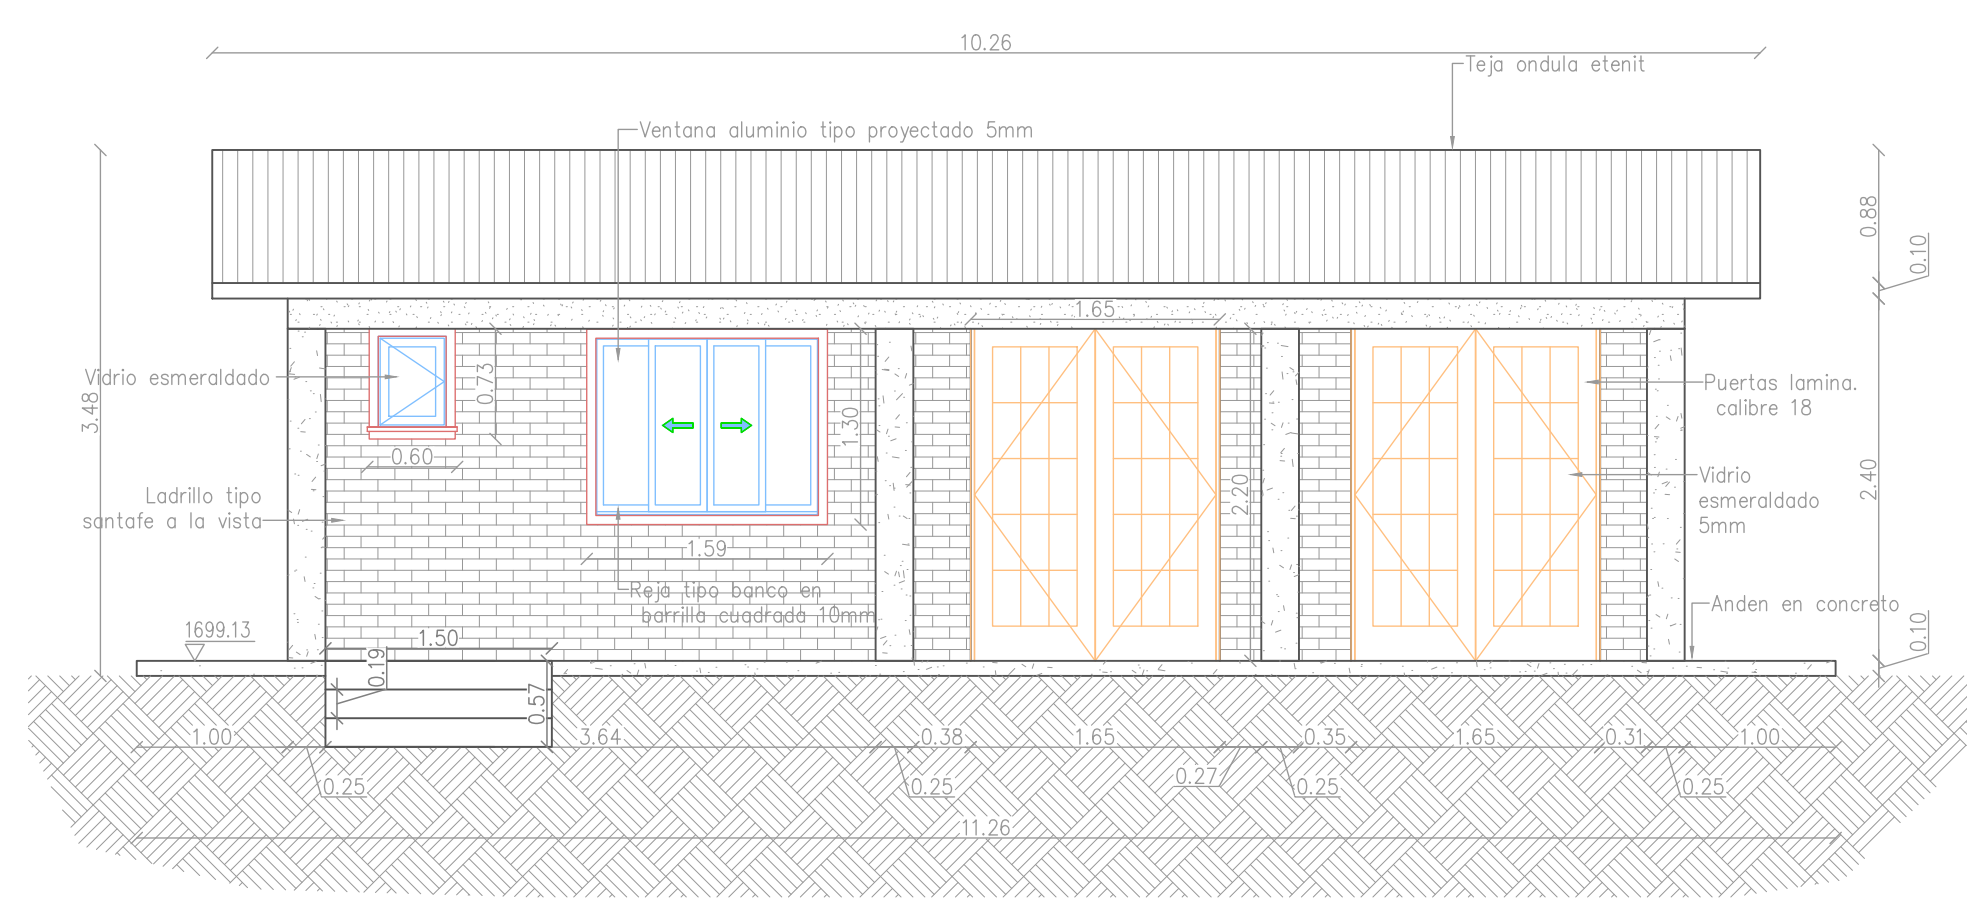 10.26
Teja ondula etenit
Ventana aluminio tipo proyectado 5mm
0.88
0.10
1.65
Vidrio esmeraldado
0.73
3.48
1.30
Puertas lamina.
calibre 18
0.60
2.20
2.40
Vidrio
esmeraldado
5mm
Ladrillo tipo
santafe a la vista
1.59
Reja tipo banco en
barrilla cuadrada 10mm
Anden en concreto
1699.13
1.50
0.10
0.19
0.57
1.00
3.64
0.38
1.65
0.35
1.65
0.31
1.00
0.25
0.25
0.27
0.25
0.25
11.26